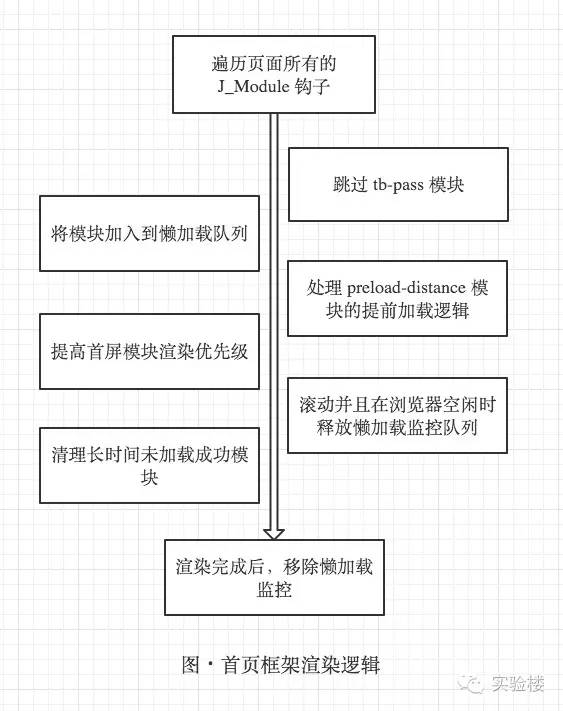 遍历页面所有的
J_Module 钩子
跳过 tb-pass 模块
将模块加入到懒加载队列
处理 preload-distance 模
块的提前加载逻辑
提高首屏模块渲染优先级
滚动并且在浏览器空闲时
释放懒加载监控队列
清理长时间未加载成功模
块
渲染完成后，移除懒加载
监控
图·首页框架渲染逻辑
实验楼